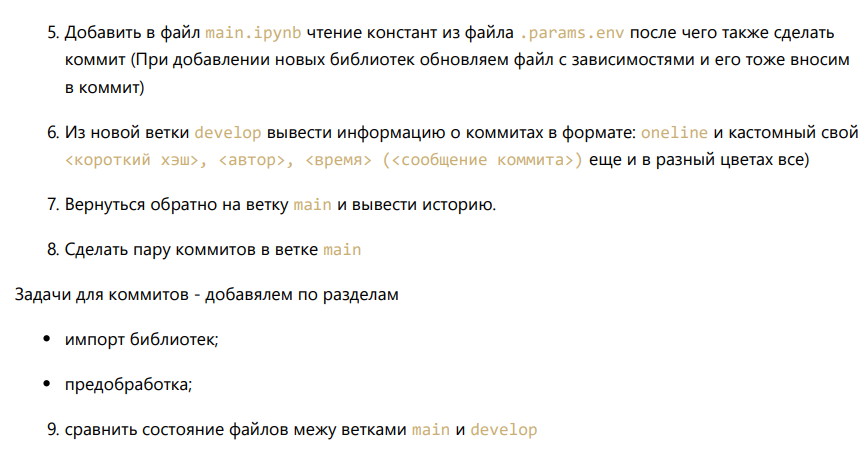 5. Добавить в файл main.ipynb чтение констант из файла .params.env после чего также сделать
коммит (При добавлении новых библиотек обновляем файл с зависимостями и его тоже вносим
в коммит)
6. Из новой ветки develop вывести информацию о коммитах в формате: oneline и кастомный свой
<короткий хэш>, <автор>, <время> (<сообщение коммита>) еще и в разный цветах все)
7. Вернуться обратно на ветку main и вывести историю.
8. Сделать пару коммитов в ветке main
Задачи для коммитов - добавялем по разделам
• импорт библиотек;
• предобработка;
9. сравнить состояние файлов межу ветками main и develop